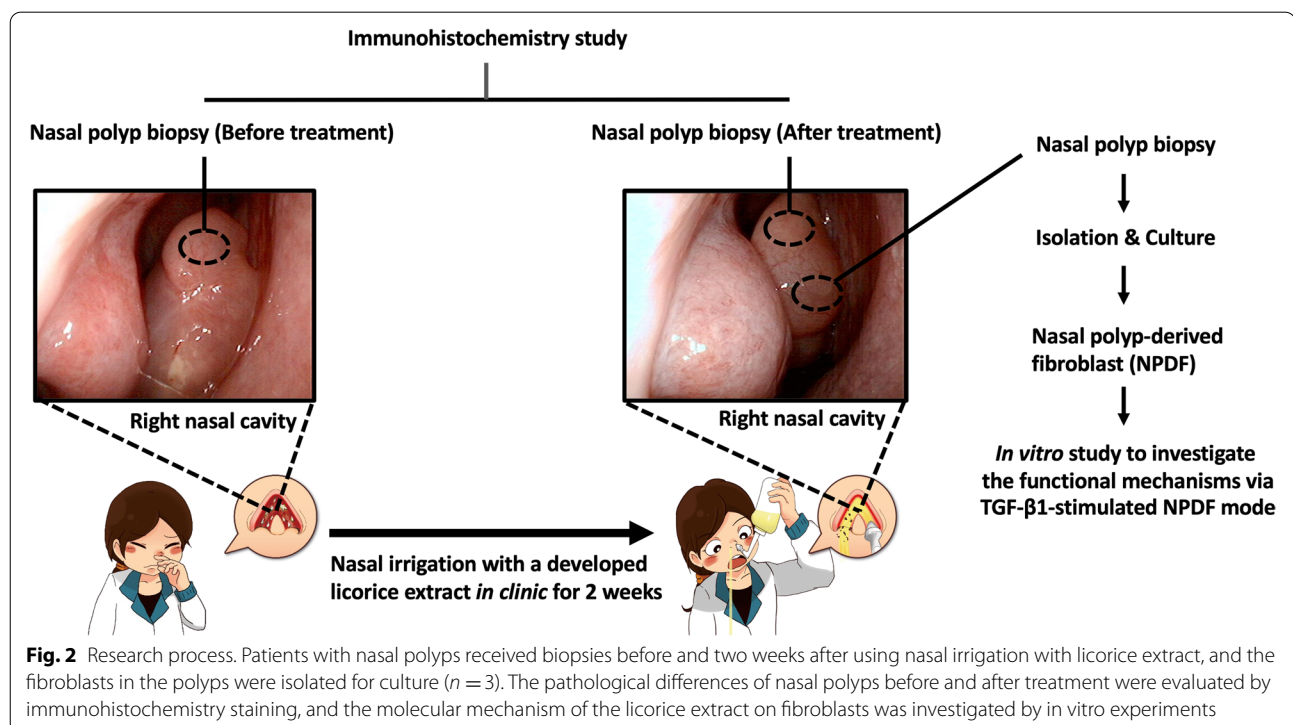 Immunohistochemistry study
Nasal polyp biopsy (Before treatment)
Nasal polyp biopsy (After treatment)
Right nasal cavity
Right nasal cavity
Nasal irrigation with a developed
licorice extract in clinic for 2 weeks
Nasal polyp biopsy
Isolation & Culture
Nasal polyp-derived
fibroblast (NPDF)
In vitro study to investigate
the functional mechanisms via
TGF-β1-stimulated NPDF mode
Fig. 2 Research process. Patients with nasal polyps received biopsies before and two weeks after using nasal irrigation with licorice extract, and the
fibroblasts in the polyps were isolated for culture (n = 3). The pathological differences of nasal polyps before and after treatment were evaluated by
immunohistochemistry staining, and the molecular mechanism of the licorice extract on fibroblasts was investigated by in vitro experiments